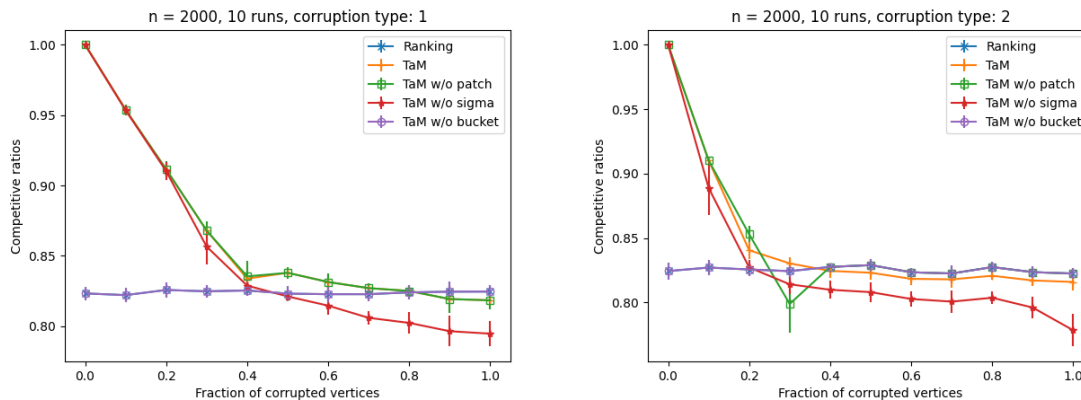 n = 2000, 10 runs, corruption type: 1
1.00
0.95
0.90
0.85
0.80
Competitive ratios
Ranking
TaM
TaM w/o patch
TaM w/o sigma
TaM w/o bucket
0.0 0.2 0.4 0.6 0.8 1.0
Fraction of corrupted vertices
n = 2000, 10 runs, corruption type: 2
1.00
0.95
0.90
0.85
0.80
Competitive ratios
Ranking
TaM
TaM w/o patch
TaM w/o sigma
TaM w/o bucket
0.0 0.2 0.4 0.6 0.8 1.0
Fraction of corrupted vertices